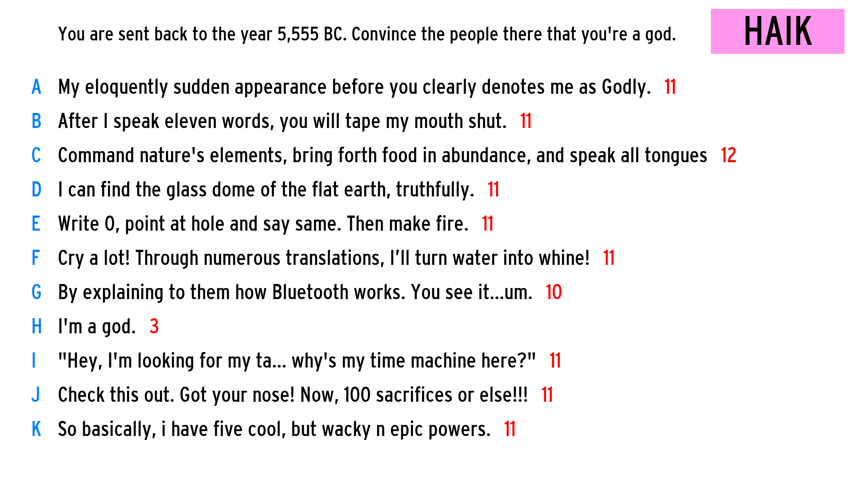 You are sent back to the year 5,555 BC. Convince the people there that you're a god.
HAIK
A My eloquently sudden appearance before you clearly denotes me as Godly. 11
B After I speak eleven words, you will tape my mouth shut. 11
C Command nature's elements, bring forth food in abundance, and speak all tongues 12
D I can find the glass dome of the flat earth, truthfully. 11
E Write O, point at hole and say same. Then make fire. 11
F Cry a lot! Through numerous translations, I’ll turn water into whine! 11
G By explaining to them how Bluetooth works. You see it...um. 10
H I'm a god. 3
I "Hey, I'm looking for my ta... why's my time machine here?" 11
J Check this out. Got your nose! Now, 100 sacrifices or else!!! 11
K So basically, i have five cool, but wacky n epic powers. 11